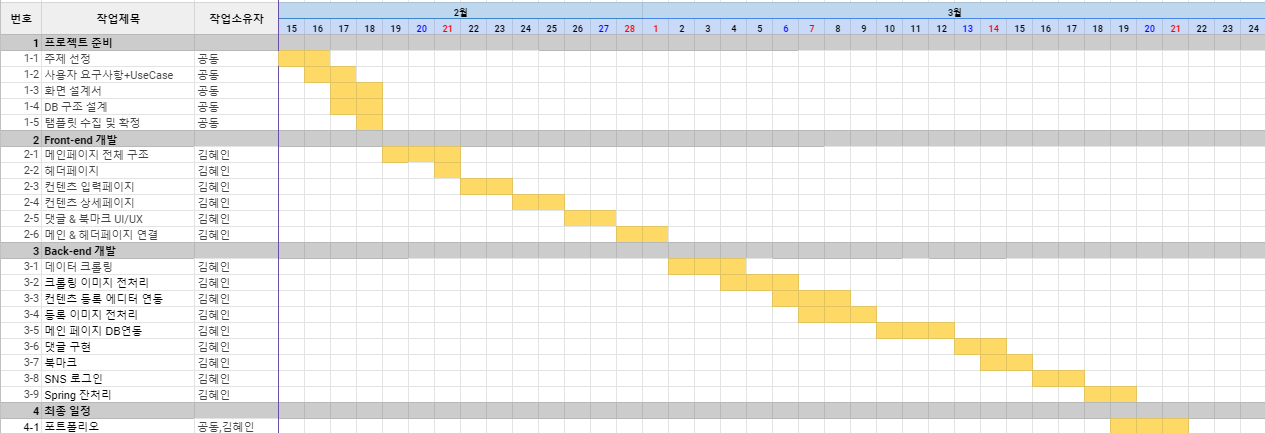 번호 작업제목 작업소유자 2월 3월
15 16 17 18 19 20 21 22 23 24 25 26 27 28 1 2 3 4 5 6 7 8 9 10 11 12 13 14 15 16 17 18 19 20 21 22 23 24
1 프로젝트 준비
1-1 주제 선정 공동
1-2 사용자 요구사항+UseCase 공동
1-3 화면 설계서 공동
1-4 DB 구조 설계 공동
1-5 탬플릿 수집 및 확정 공동
2 Front-end 개발
2-1 메인페이지 전체 구조 김혜인
2-2 헤더페이지 김혜인
2-3 컨텐츠 입력페이지 김혜인
2-4 컨텐츠 상세페이지 김혜인
2-5 댓글 & 북마크 UI/UX 김혜인
2-6 메인 & 헤더페이지 연결 김혜인
3 Back-end 개발
3-1 데이터 크롤링 김혜인
3-2 크롤링 이미지 전처리 김혜인
3-3 컨텐츠 등록 에디터 연동 김혜인
3-4 등록 이미지 전처리 김혜인
3-5 메인 페이지 DB연동 김혜인
3-6 댓글 구현 김혜인
3-7 북마크 김혜인
3-8 SNS 로그인 김혜인
3-9 Spring 잔처리 김혜인
4 최종 일정
4-1 포트폴리오 공동,김혜인